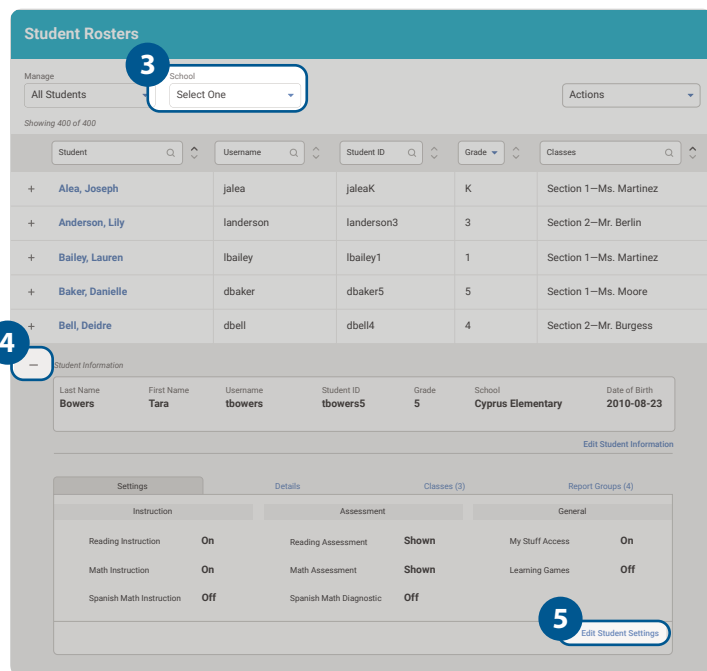 Student Rosters
3
Manage School
All Students Select One Actions
Showing 400 of 400
Student Username Student ID Grade Classes
+ Alea, Joseph jalea jaleaK K Section 1—Ms. Martinez
+ Anderson, Lily landerson landerson3 3 Section 2—Mr. Berlin
+ Bailey, Lauren lbailey lbailey1 1 Section 1—Ms. Martinez
+ Baker, Danielle dbaker dbaker5 5 Section 1—Ms. Moore
+ Bell, Deidre dbell dbell4 4 Section 2—Mr. Burgess
4
– Student Information
Last Name First Name Username Student ID Grade School Date of Birth
Bowers Tara tbowers tbowers5 5 Cyprus Elementary 2010-08-23
Edit Student Information
Settings Details Classes (3) Report Groups (4)
Instruction Assessment General
Reading Instruction On Reading Assessment Shown My Stuff Access On
Math Instruction On Math Assessment Shown Learning Games Off
Spanish Math Instruction Off Spanish Math Diagnostic Off
5
Edit Student Settings